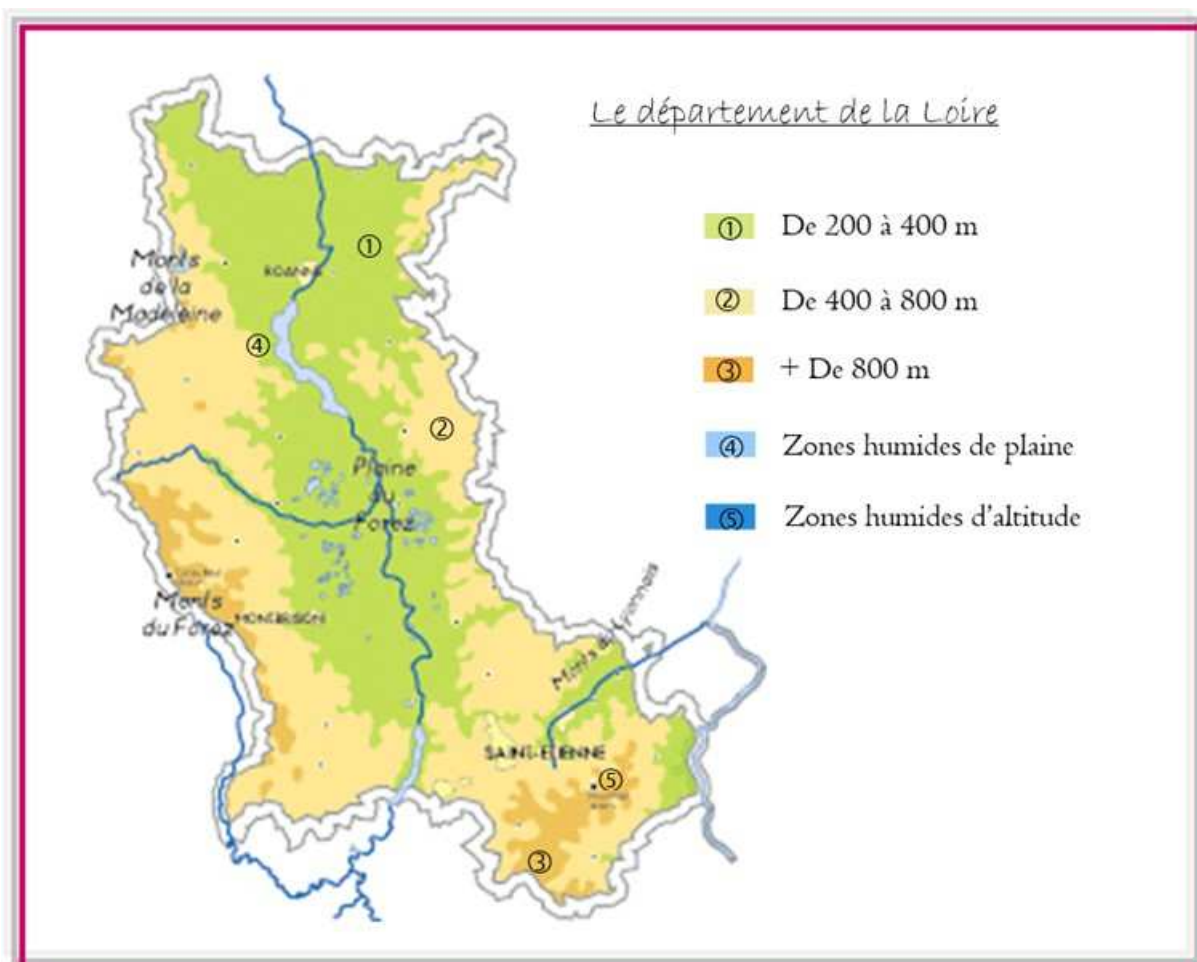 Le département de la Loire
① De 200 à 400 m
② De 400 à 800 m
③ + De 800 m
④ Zones humides de plaine
⑤ Zones humides d'altitude
①
Monts
de la
Madeleine
ROANNE
④
②
Plaine
du
Forez
Monts
du Forez
MONTBRISON
Monts du Lyonnais
SAINT-ETIENNE
⑤
③